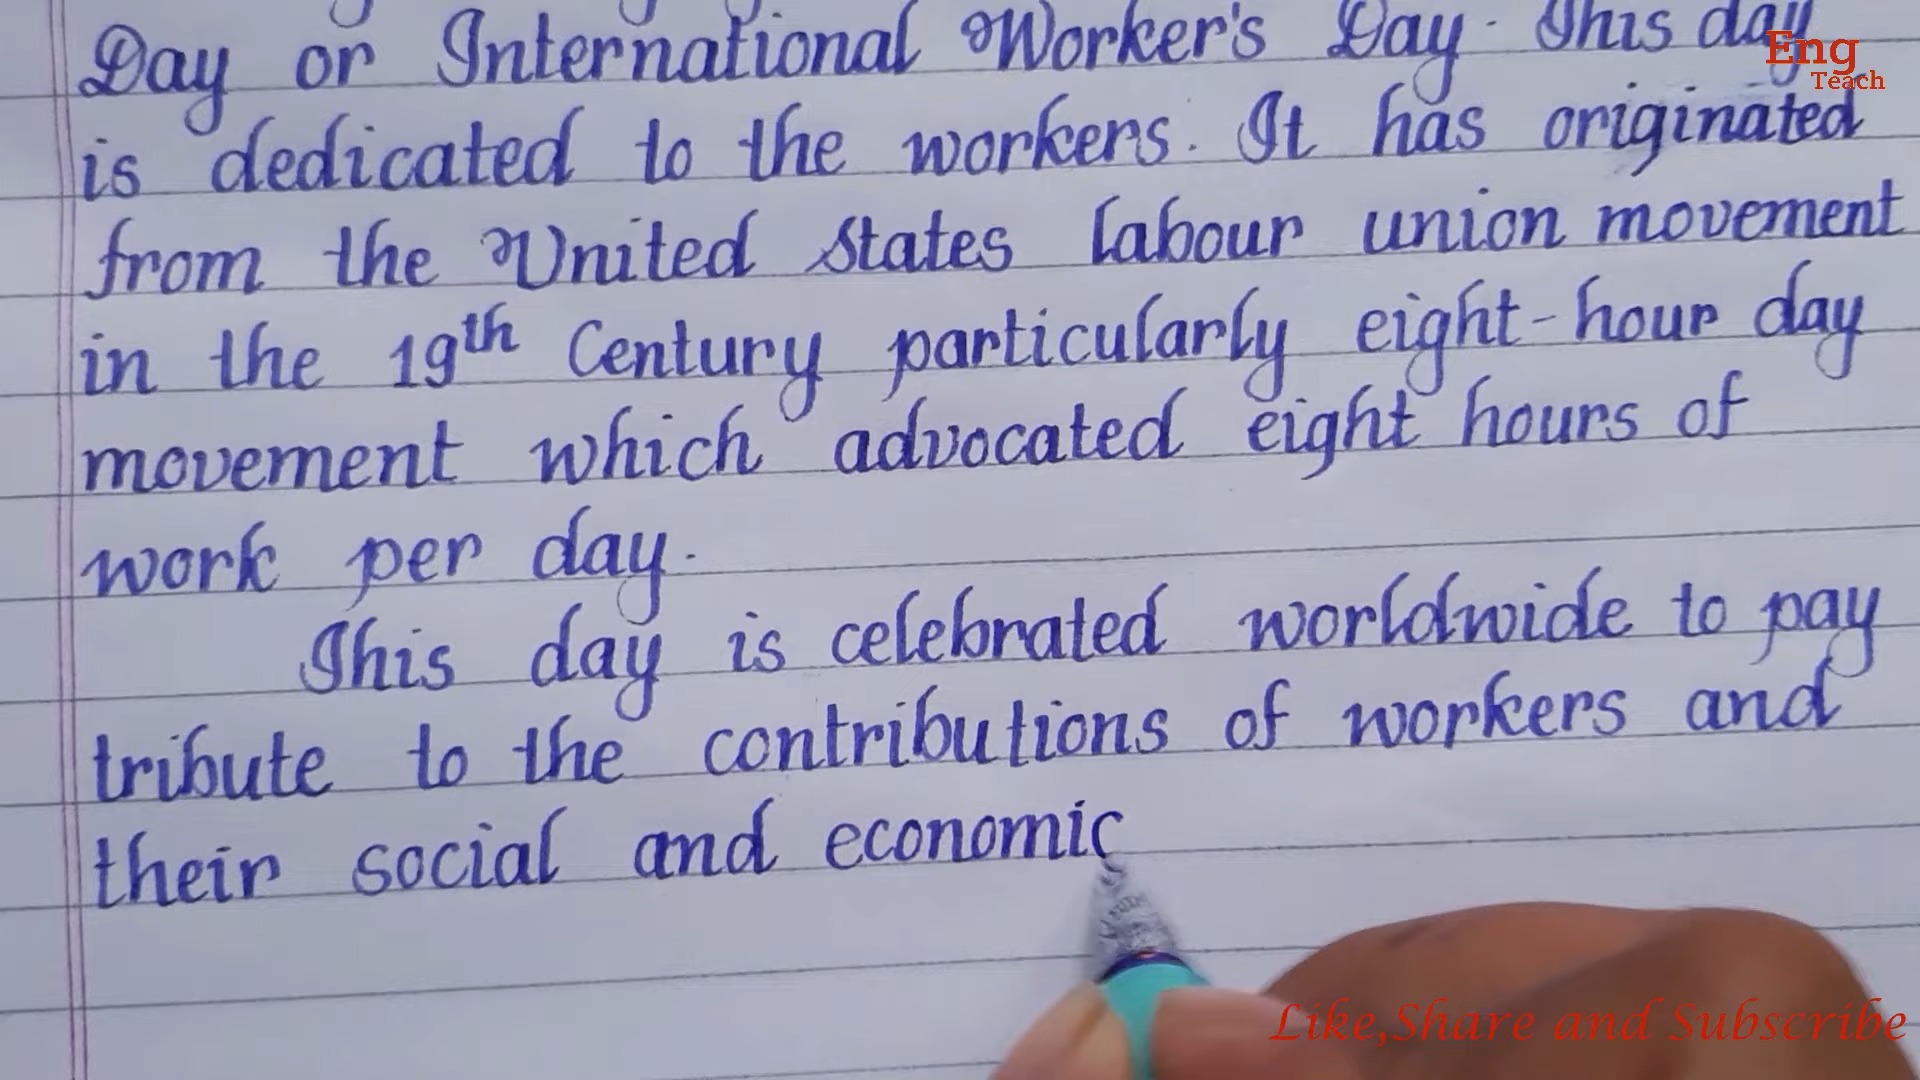 Day or International Worker's Day. This day
is dedicated to the workers. It has originated
from the United States labour union movement
in the 19th Century particularly eight-hour day
movement which advocated eight hours of
work per day.
This day is celebrated worldwide to pay
tribute to the contributions of workers and
their social and economic
Eng
Teach
Like,Share and Subscribe